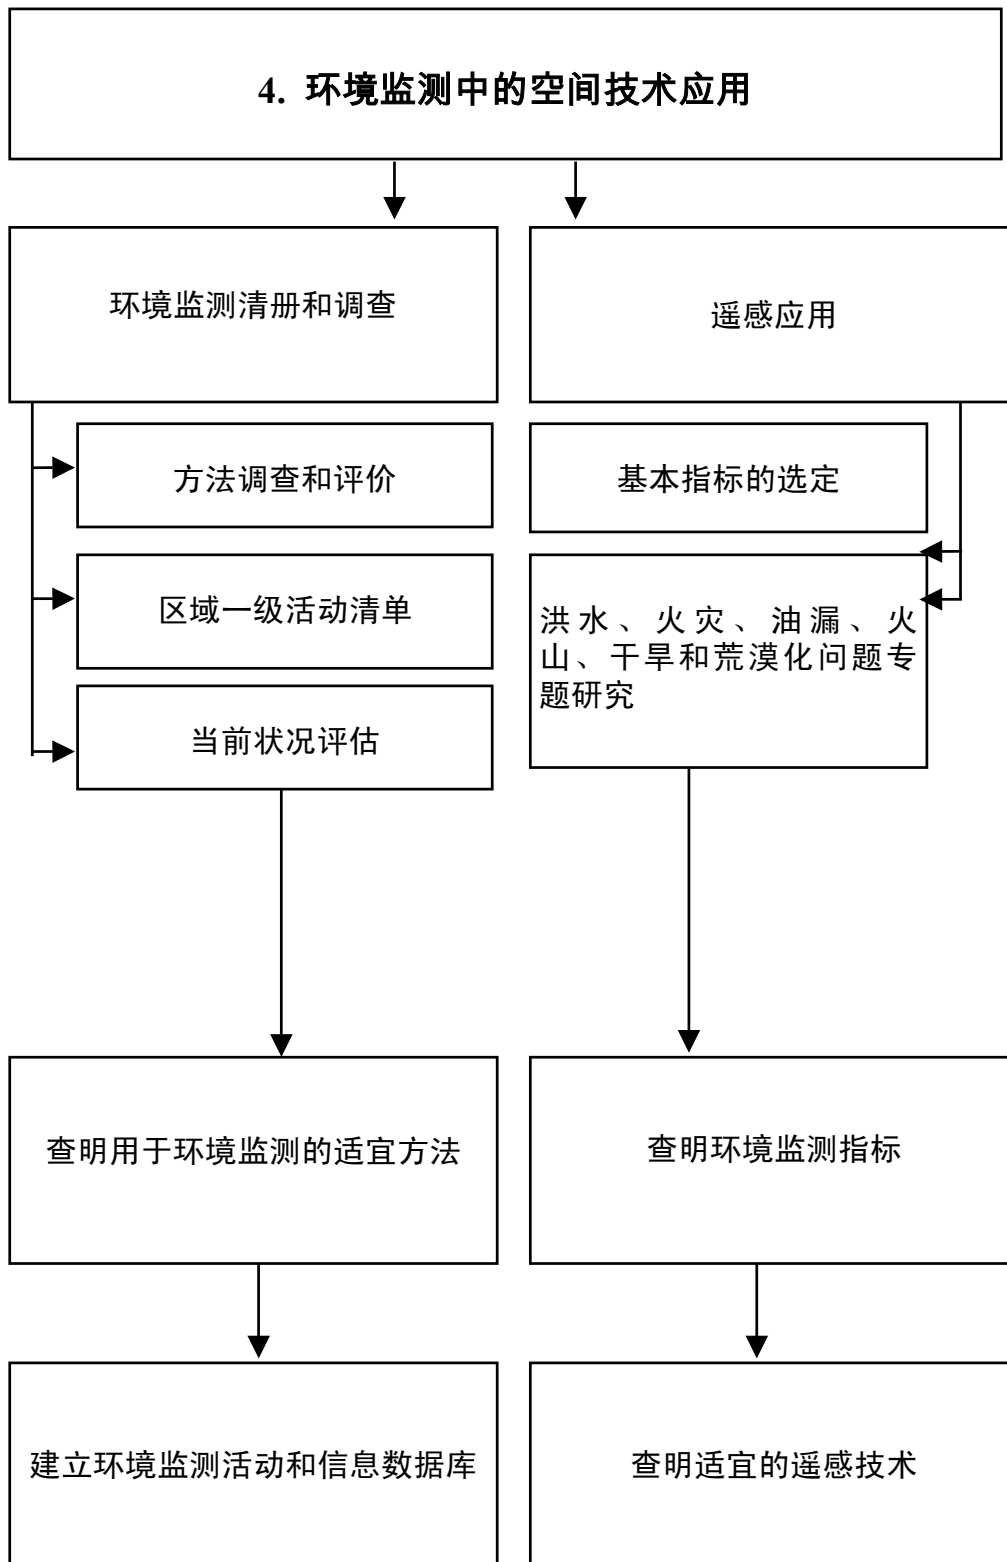 4. 环境监测中的空间技术应用
环境监测清册和调查
遥感应用
方法调查和评价
基本指标的选定
区域一级活动清单
洪水、火灾、油漏、火
山、干旱和荒漠化问题专
题研究
当前状况评估
查明用于环境监测的适宜方法
查明环境监测指标
建立环境监测活动和信息数据库
查明适宜的遥感技术